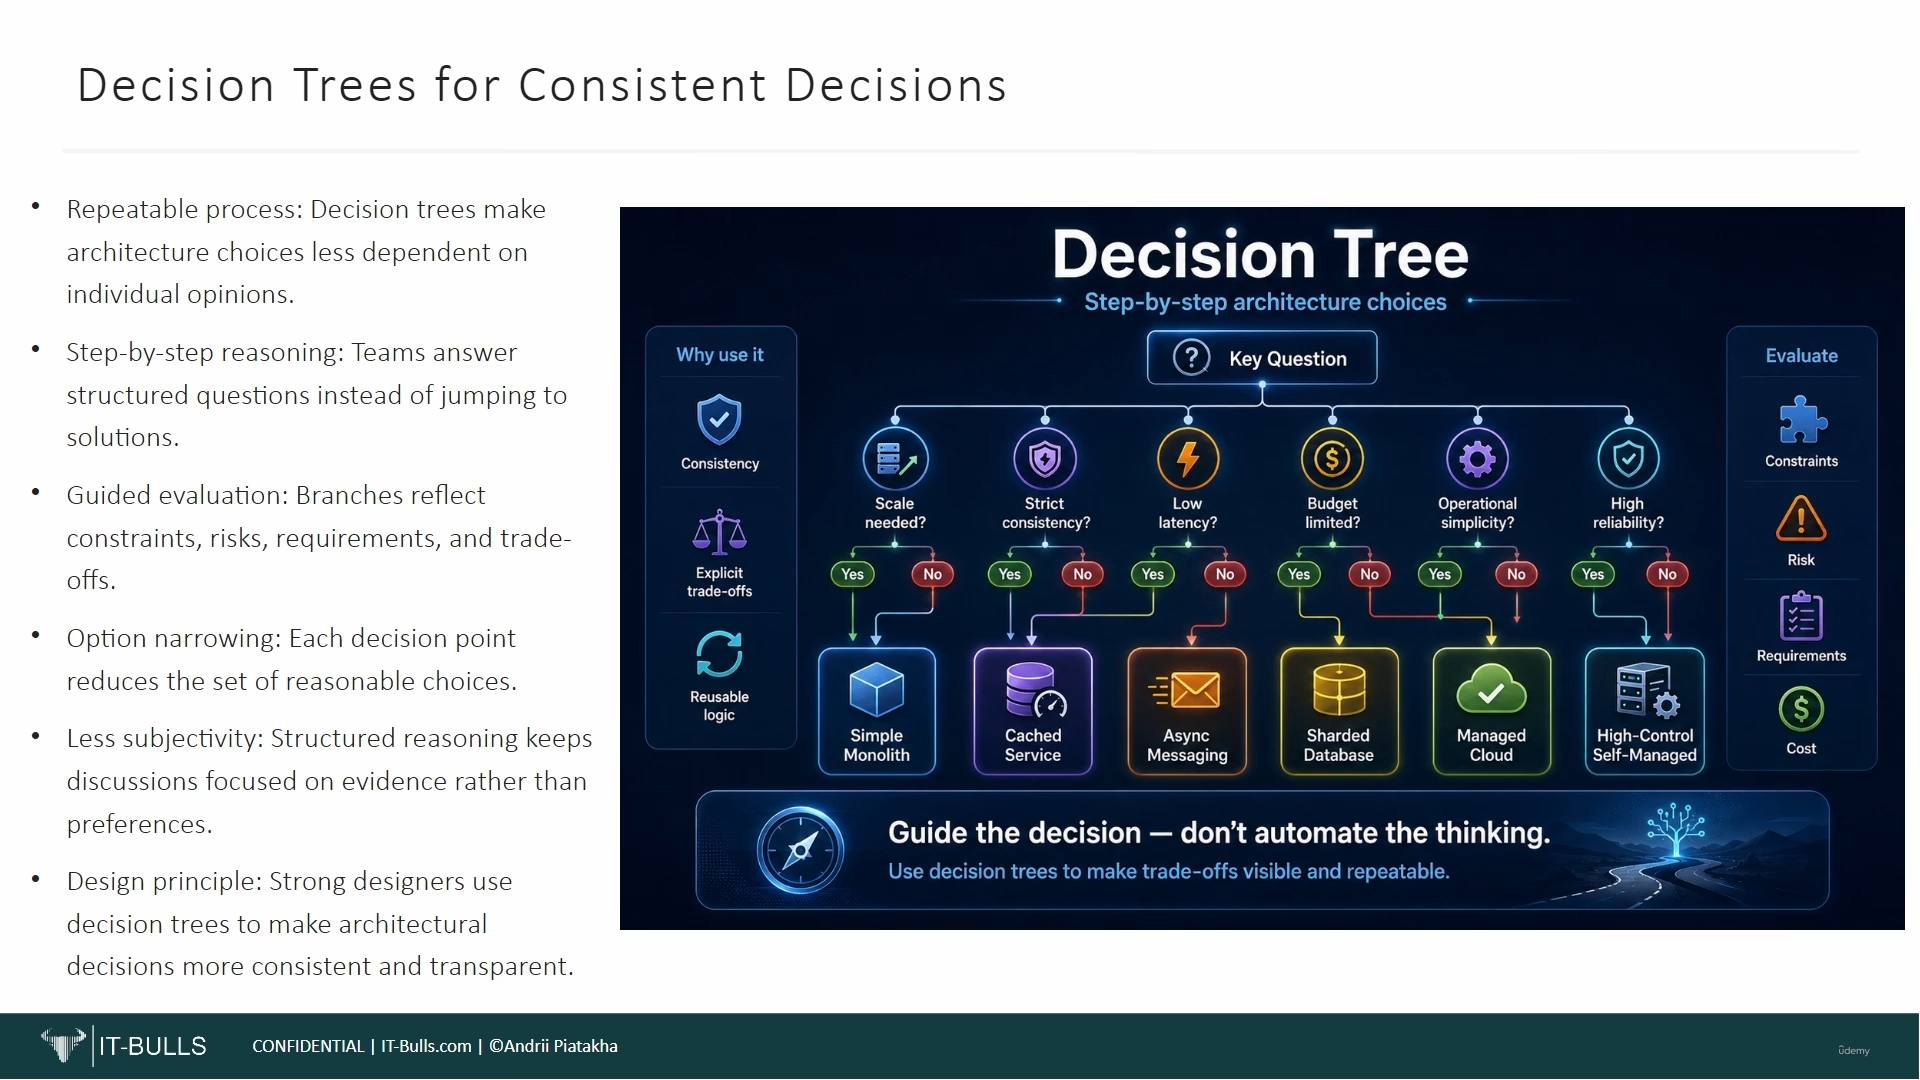 Decision Trees for Consistent Decisions
• Repeatable process: Decision trees make
architecture choices less dependent on
individual opinions.
• Step-by-step reasoning: Teams answer
structured questions instead of jumping to
solutions.
• Guided evaluation: Branches reflect
constraints, risks, requirements, and trade-
offs.
• Option narrowing: Each decision point
reduces the set of reasonable choices.
• Less subjectivity: Structured reasoning keeps
discussions focused on evidence rather than
preferences.
• Design principle: Strong designers use
decision trees to make architectural
decisions more consistent and transparent.
Decision Tree
Step-by-step architecture choices
Why use it
Consistency
Explicit
trade-offs
Reusable
logic
? Key Question
Scale
needed?
Strict
consistency?
Low
latency?
Budget
limited?
Operational
simplicity?
High
reliability?
Yes
No
Yes
No
Yes
No
Yes
No
Yes
No
Yes
No
Simple
Monolith
Cached
Service
Async
Messaging
Sharded
Database
Managed
Cloud
High-Control
Self-Managed
Evaluate
Constraints
Risk
Requirements
Cost
Guide the decision — don’t automate the thinking.
Use decision trees to make trade-offs visible and repeatable.
IT-BULLS
CONFIDENTIAL | IT-Bulls.com | ©Andrii Piatakha
ûdemy